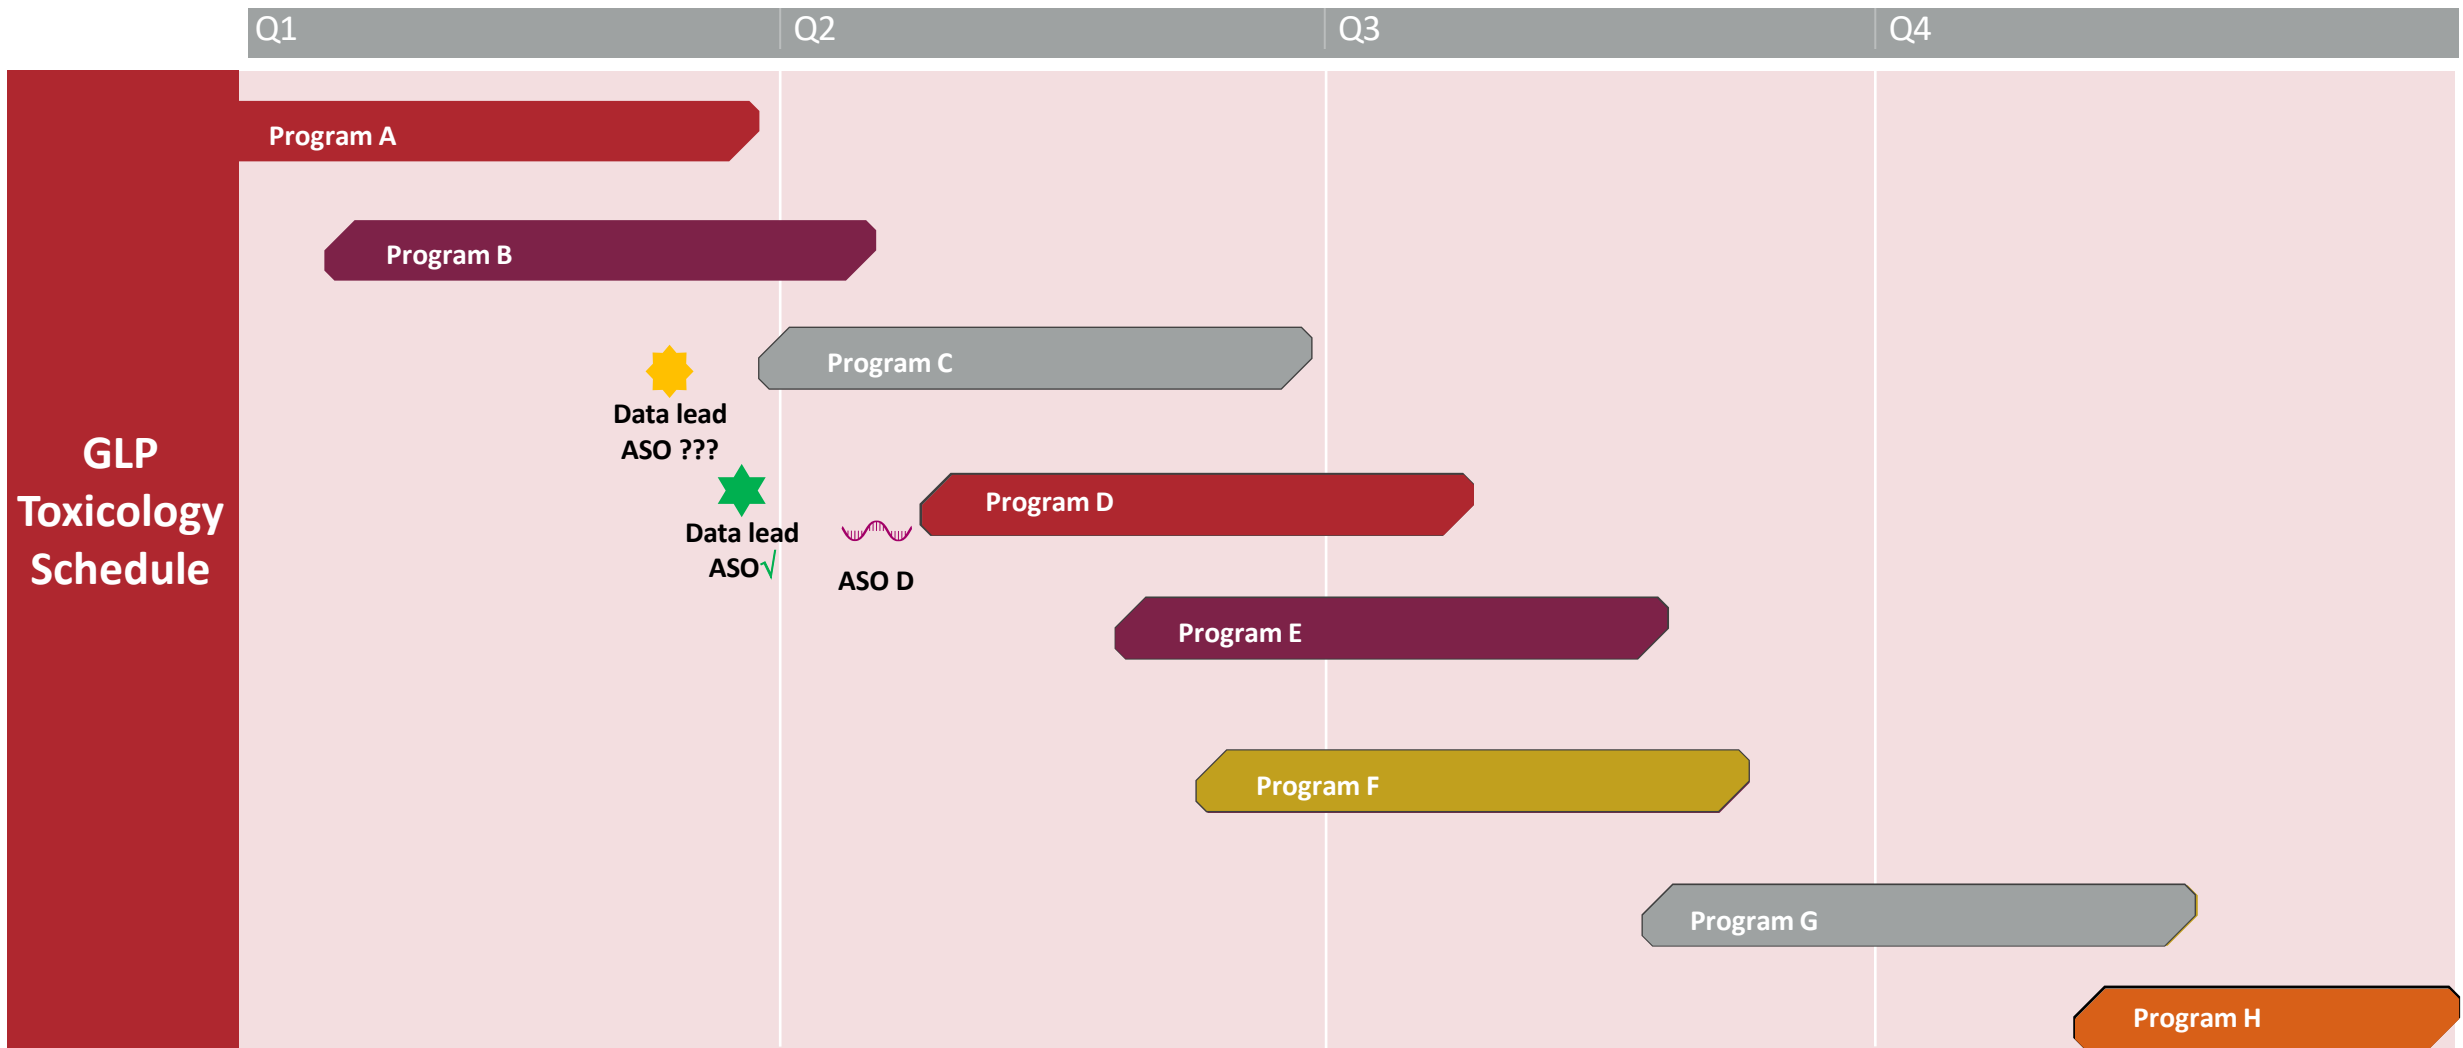 Q1
Q2
Q3
Q4
GLP
Toxicology
Schedule
Program A
Program B
Program C
Data lead
ASO ???
Program D
Data lead
ASO√
ASO D
Program E
Program F
Program G
Program H